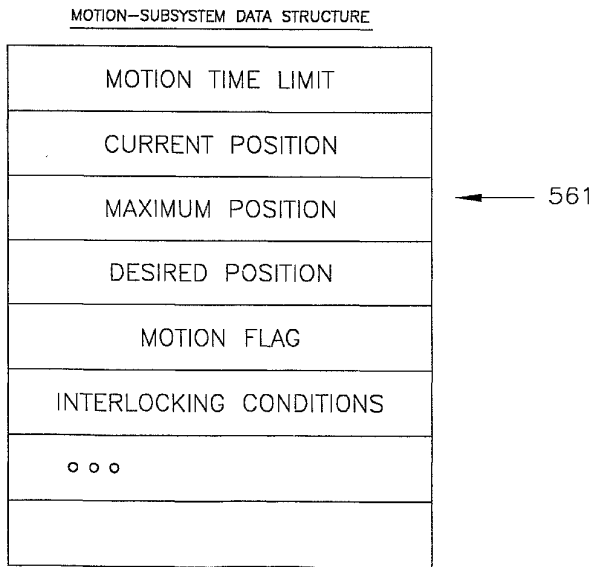 MOTION-SUBSYSTEM DATA STRUCTURE
MOTION TIME LIMIT
CURRENT POSITION
MAXIMUM POSITION
561
DESIRED POSITION
MOTION FLAG
INTERLOCKING CONDITIONS
o o o